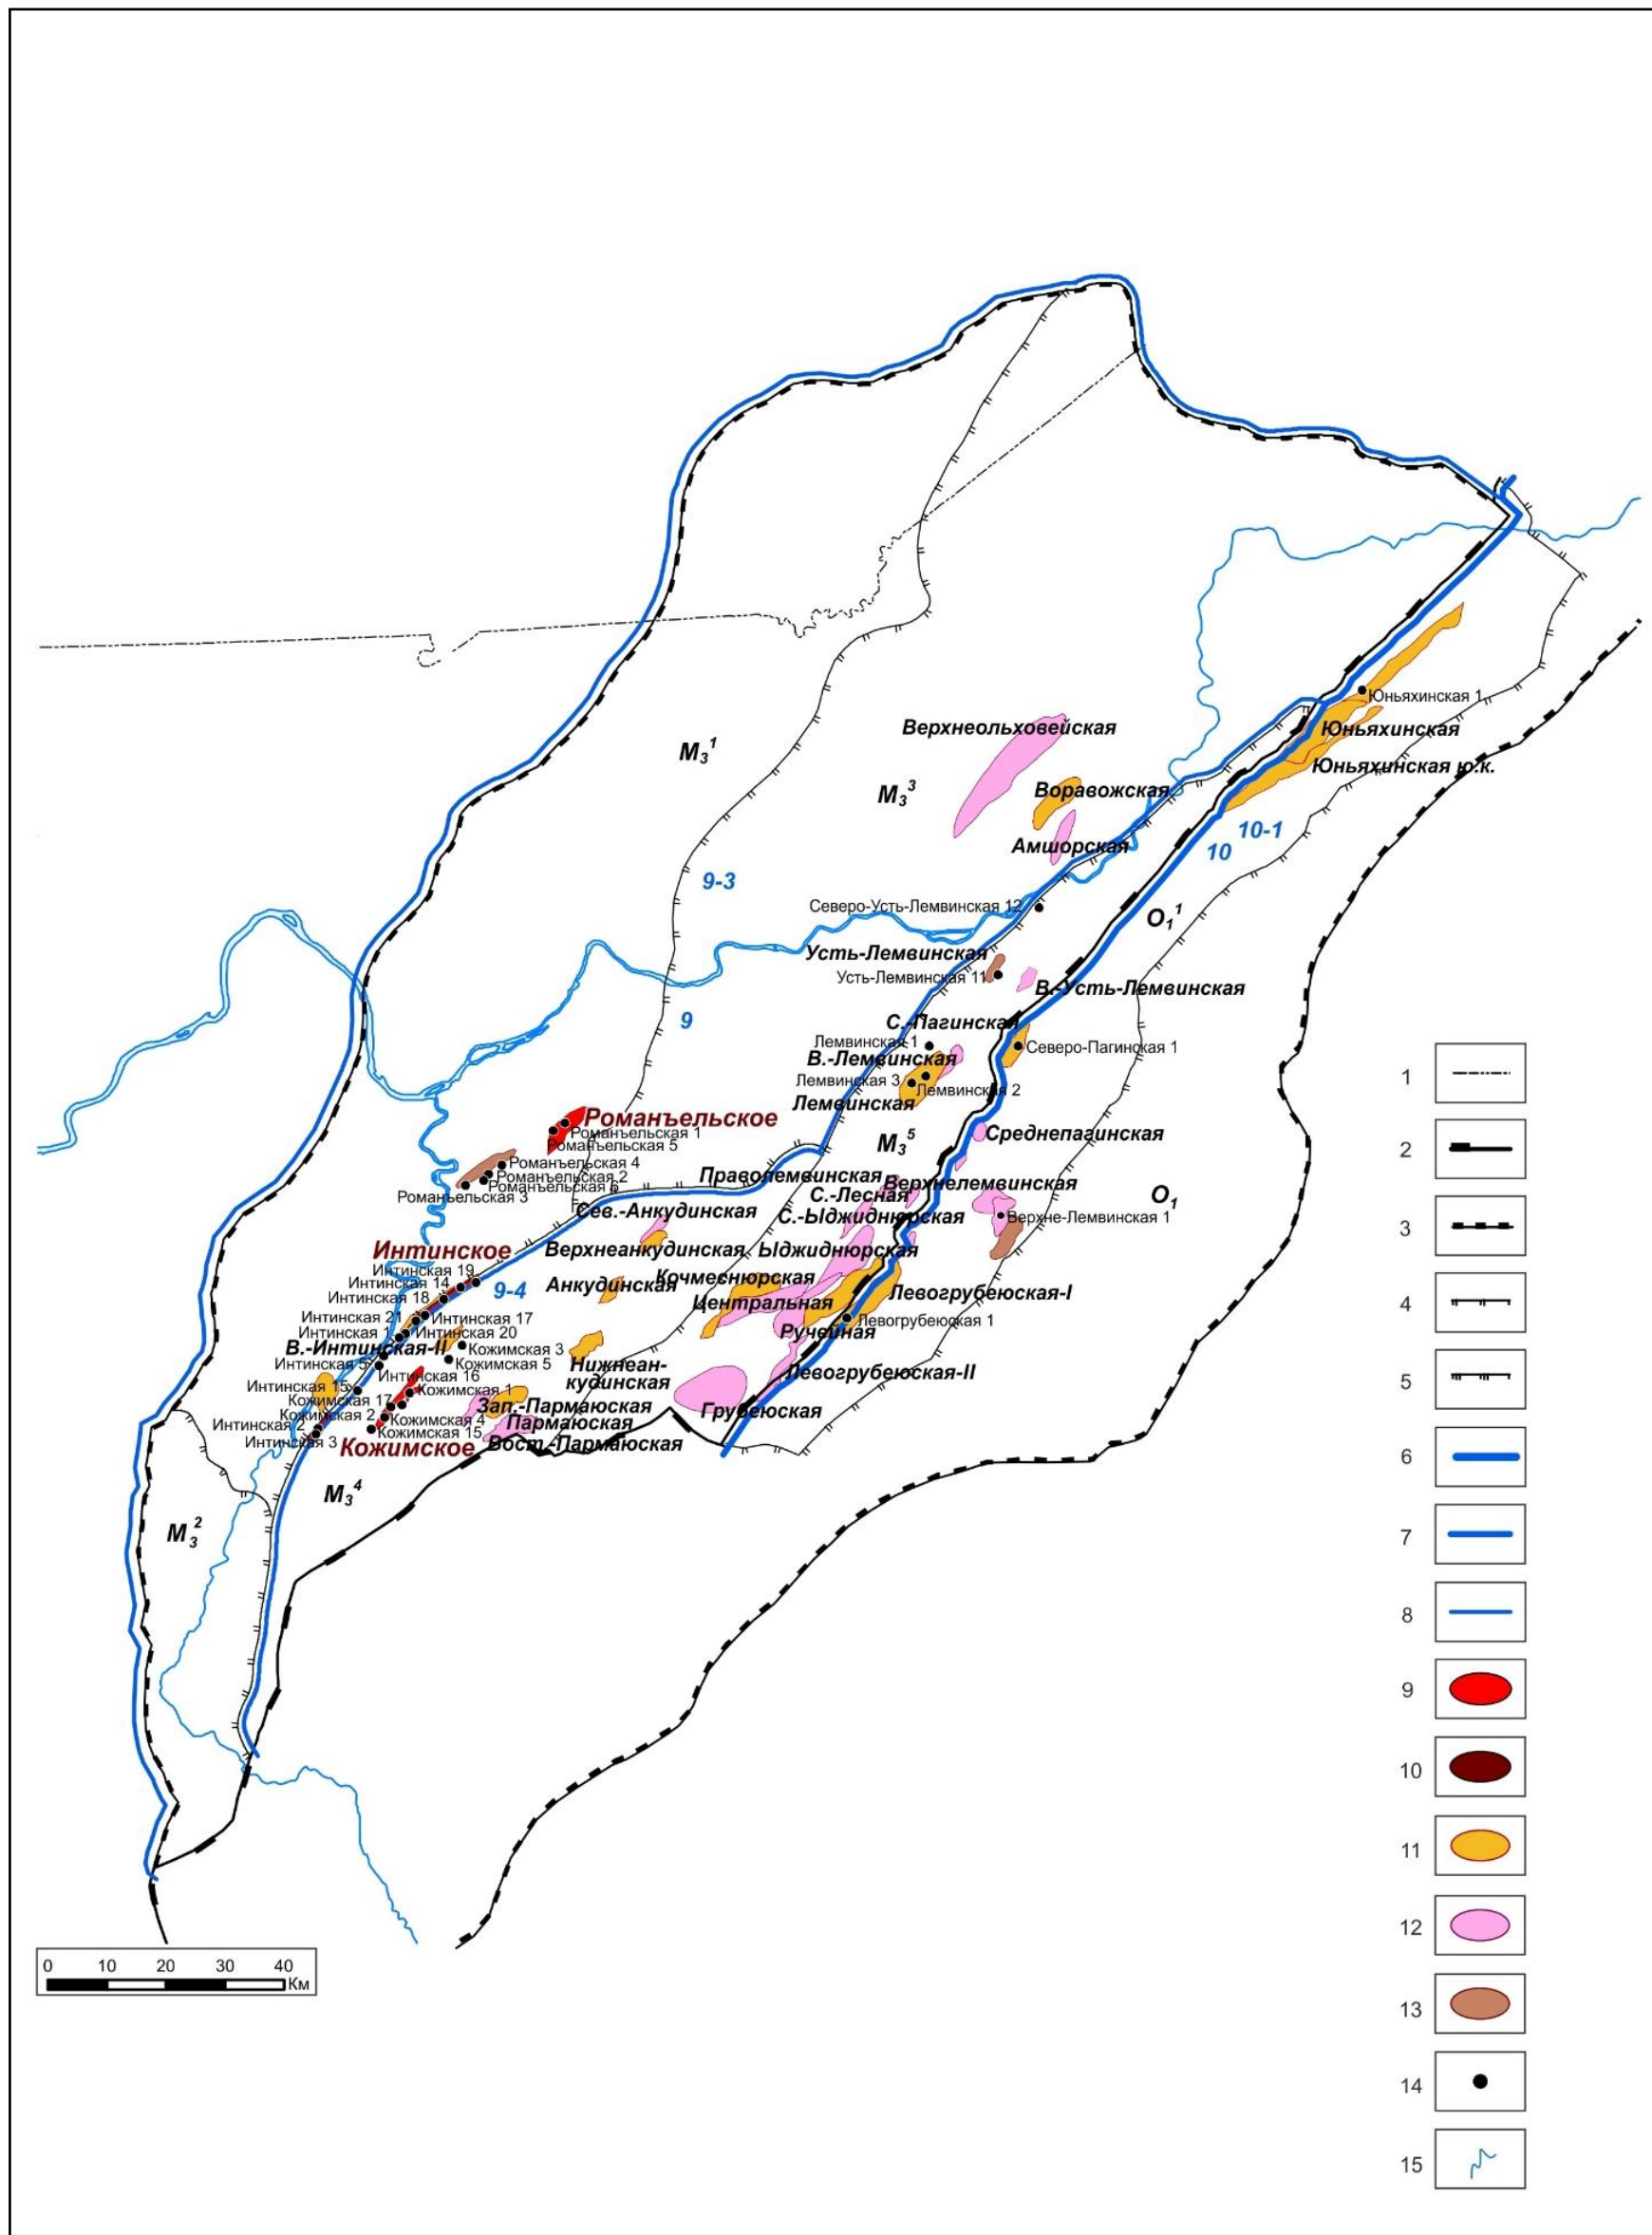 Верхнеольховейская
Юньяхинская 1
Юньяхинская
M₃¹
Юньяхинская ю.к.
M₃³
Воравожская
10-1
Амшорская
10
9-3
Северо-Усть-Лемвинская 12
O₁¹
Усть-Лемвинская
Усть-Лемвинская 11
В.-Усть-Лемвинская
9
С.-Пагинская
Лемвинская 1
Северо-Пагинская 1
В.-Лемвинская
Лемвинская 3
Лемвинская 2
Лемвинская
Романъельское
Романъельская 1
Романъельская 5
Среднепагинская
M₃⁵
Романъельская 4
Романъельская 2
Романъельская 6
Романъельская 3
Праволемвинская
Верхнелемвинская
С.-Лесная
O₁
Сев.-Анкудинская
С.-Ыджиднюрская
Верхне-Лемвинская 1
Интинское
Верхнеанкудинская
Ыджиднюрская
Интинская 19
Интинская 14
Интинская 18
9-4
Анкудинская
Кочмеснюрская
Левогрубеюская-I
Центральная
Интинская 21
Интинская 17
Левогрубеюская 1
Интинская 1
Интинская 20
Ручейная
В.-Интинская-II
Кожимская 3
Интинская 5
Кожимская 5
Нижнеан-
кудинская
Левогрубеюская-II
Интинская 16
Интинская 15
Кожимская 1
Кожимская 17
Зап.-Пармаюская
Грубеюская
Кожимская 2
Кожимская 4
Пармаюская
Интинская 2
Кожимская 15
Интинская 3
Кожимское
Вост.-Пармаюская
M₃⁴
M₃²
0 10 20 30 40
Км
1
2
3
4
5
6
7
8
9
10
11
12
13
14
15